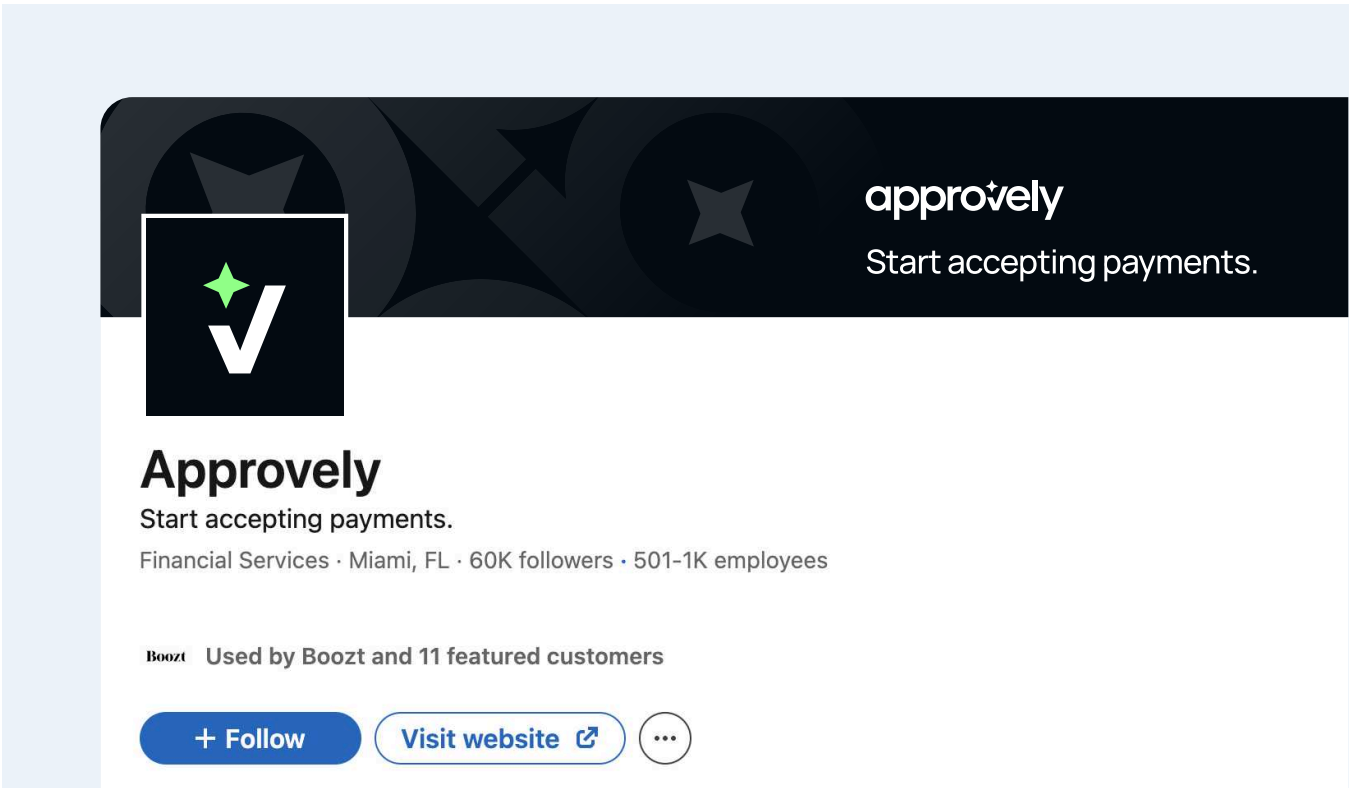 approvely
Start accepting payments.
Approvely
Start accepting payments.
Financial Services · Miami, FL · 60K followers · 501-1K employees
Boozt Used by Boozt and 11 featured customers
+ Follow Visit website ···